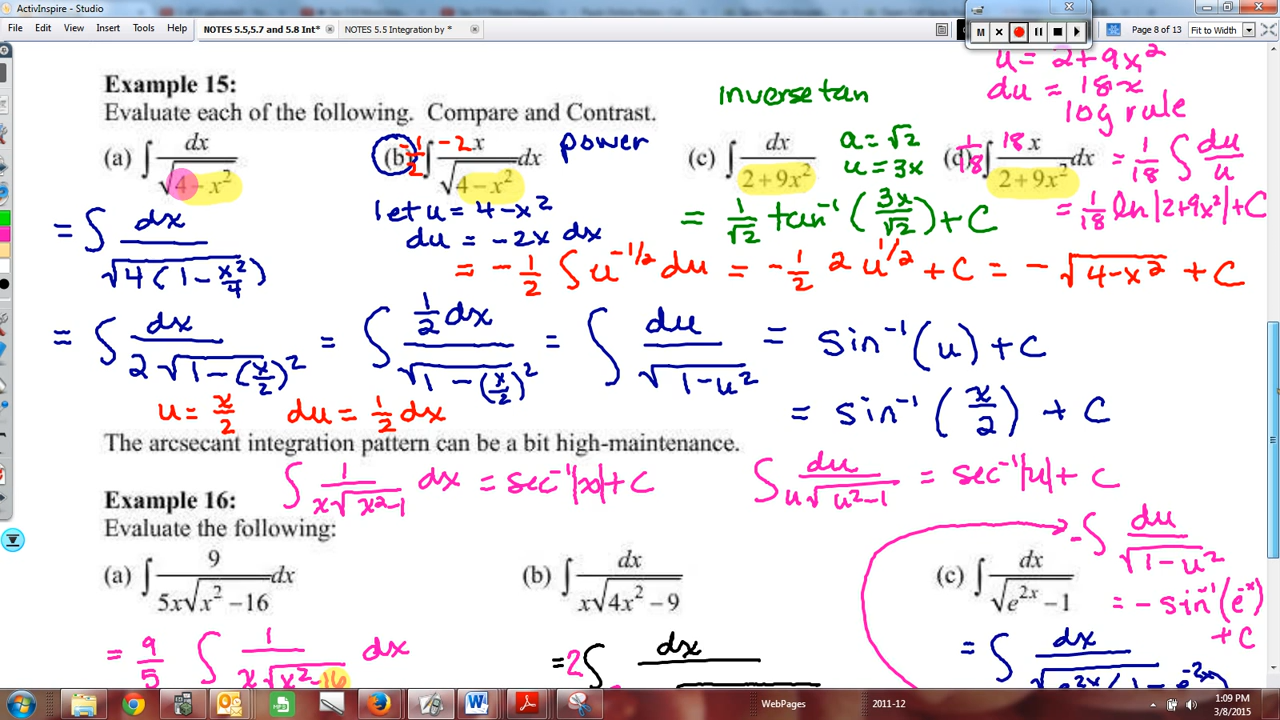 ActivInspire - Studio
File Edit View Insert Tools Help
NOTES 5.5,5.7 and 5.8 Int* ×
NOTES 5.5 Integration by * ×
M
Page 8 of 13
Fit to Width
u = 2+9x²
du = 18x
log rule
Example 15:
inverse tan
Evaluate each of the following. Compare and Contrast.
(a) ∫ dx/√(4 − x²)
(b) -1/2 ∫ -2x/√(4 − x²) dx power
(c) ∫ dx/(2 + 9x²)
a = √2
u = 3x
(d) 1/18 ∫ 18 x/(2 + 9x²) dx = 1/18 ∫ du/u
= 1/18 ln|2+9x²| + C
= ∫ dx/√(4(1 - x²/4))
let u = 4-x²
du = -2x dx
= 1/√2 tan⁻¹(3x/√2) + C
= -1/2 ∫ u^(-1/2) du = -1/2 2u^(1/2) + C = -√(4-x²) + C
= ∫ dx/(2√(1-(x/2)²)) = ∫ (1/2 dx)/√(1-(x/2)²) = ∫ du/√(1-u²) = sin⁻¹(u) + C
u = x/2 du = 1/2 dx
= sin⁻¹(x/2) + C
The arcsecant integration pattern can be a bit high-maintenance.
∫ 1/(x√(x²-1)) dx = sec⁻¹|x| + C
∫ du/(u√(u²-1)) = sec⁻¹|u| + C
Example 16:
Evaluate the following:
(a) ∫ 9/(5x√(x² − 16)) dx
(b) ∫ dx/(x√(4x² − 9))
(c) ∫ dx/√(e^(2x) − 1)
= -∫ du/√(1-u²)
= -sin⁻¹(e^(-x))
+ C
= 9/5 ∫ 1/(x√(x²-16)) dx
= 2∫ dx
= ∫ dx/√(e^(2x)(1-e^(-2x)))
WebPages
2011-12
1:09 PM
3/8/2015